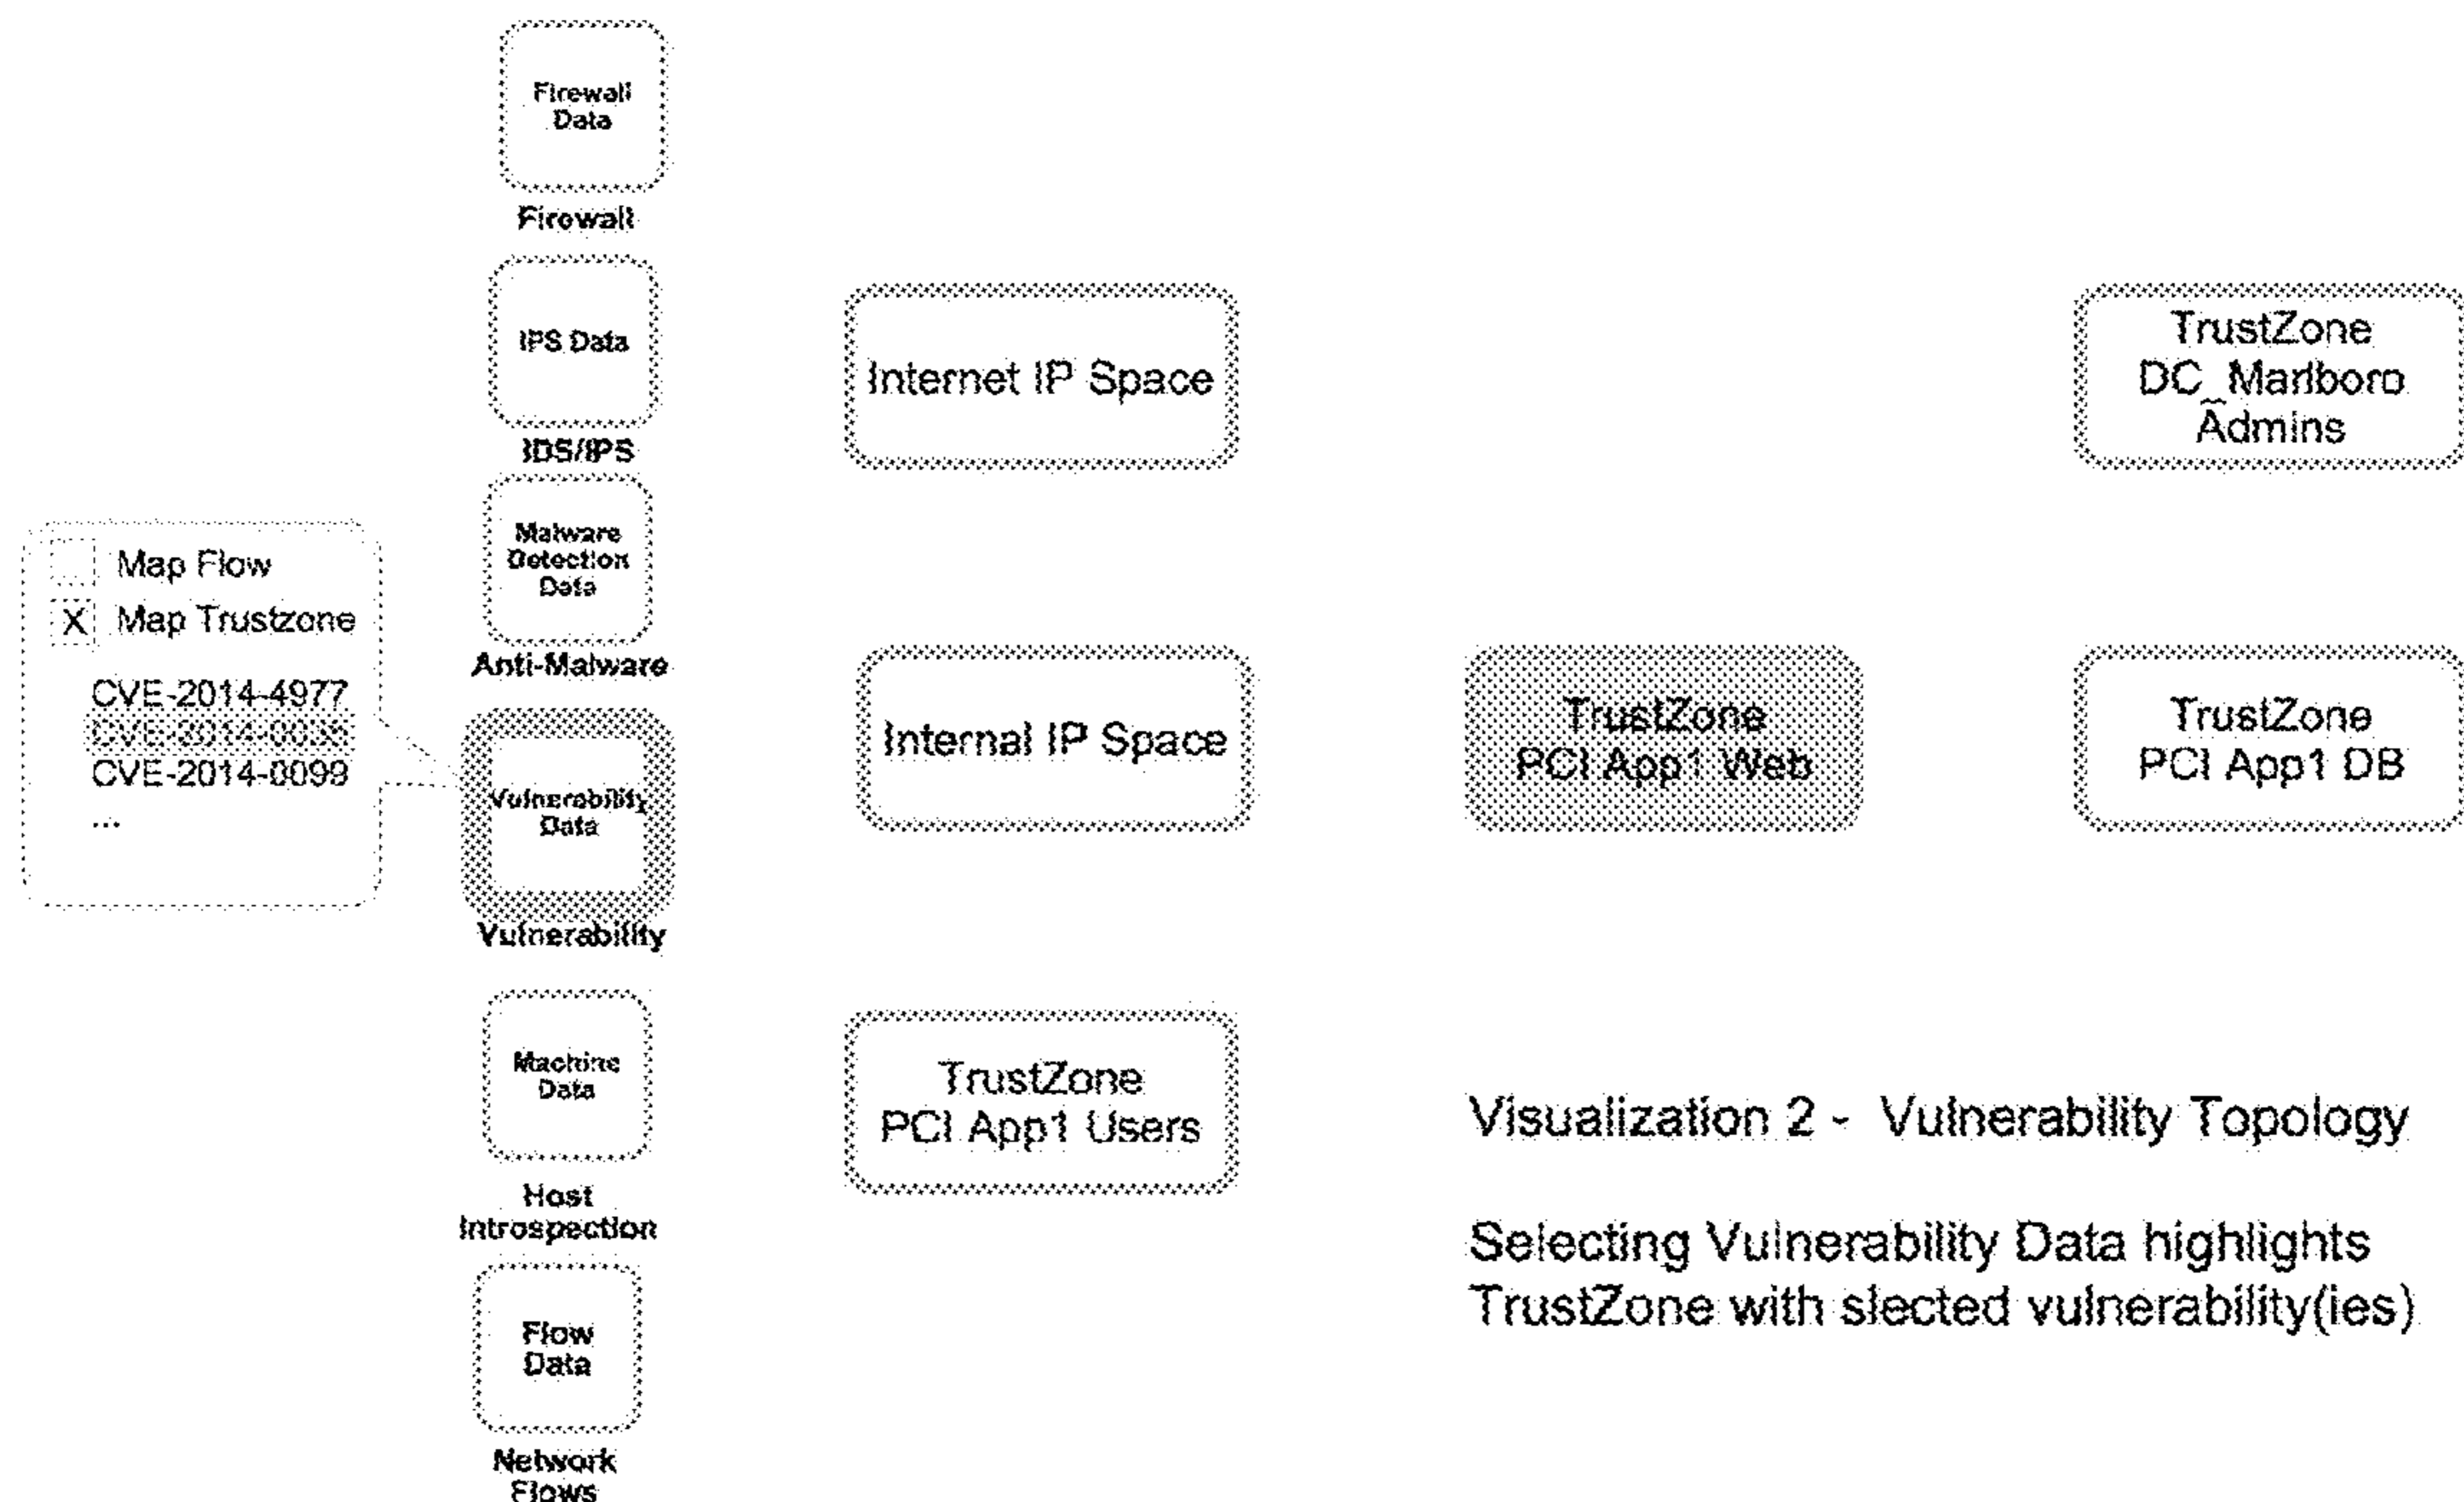 Firewall
Data
Firewall
IPS Data
IDS/IPS
Malware
Detection
Data
Anti-Malware
Vulnerability
Data
Vulnerability
Machine
Data
Host
Introspection
Flow
Data
Network
Flows
Map Flow
X Map Trustzone
CVE-2014-4977
CVE-2014-0099
...
Internet IP Space
Internal IP Space
TrustZone
PCI App1 Users
TrustZone
PCI App1 Web
TrustZone
DC_Marlboro
Admins
TrustZone
PCI App1 DB
Visualization 2 - Vulnerability Topology
Selecting Vulnerability Data highlights
TrustZone with slected vulnerability(ies)